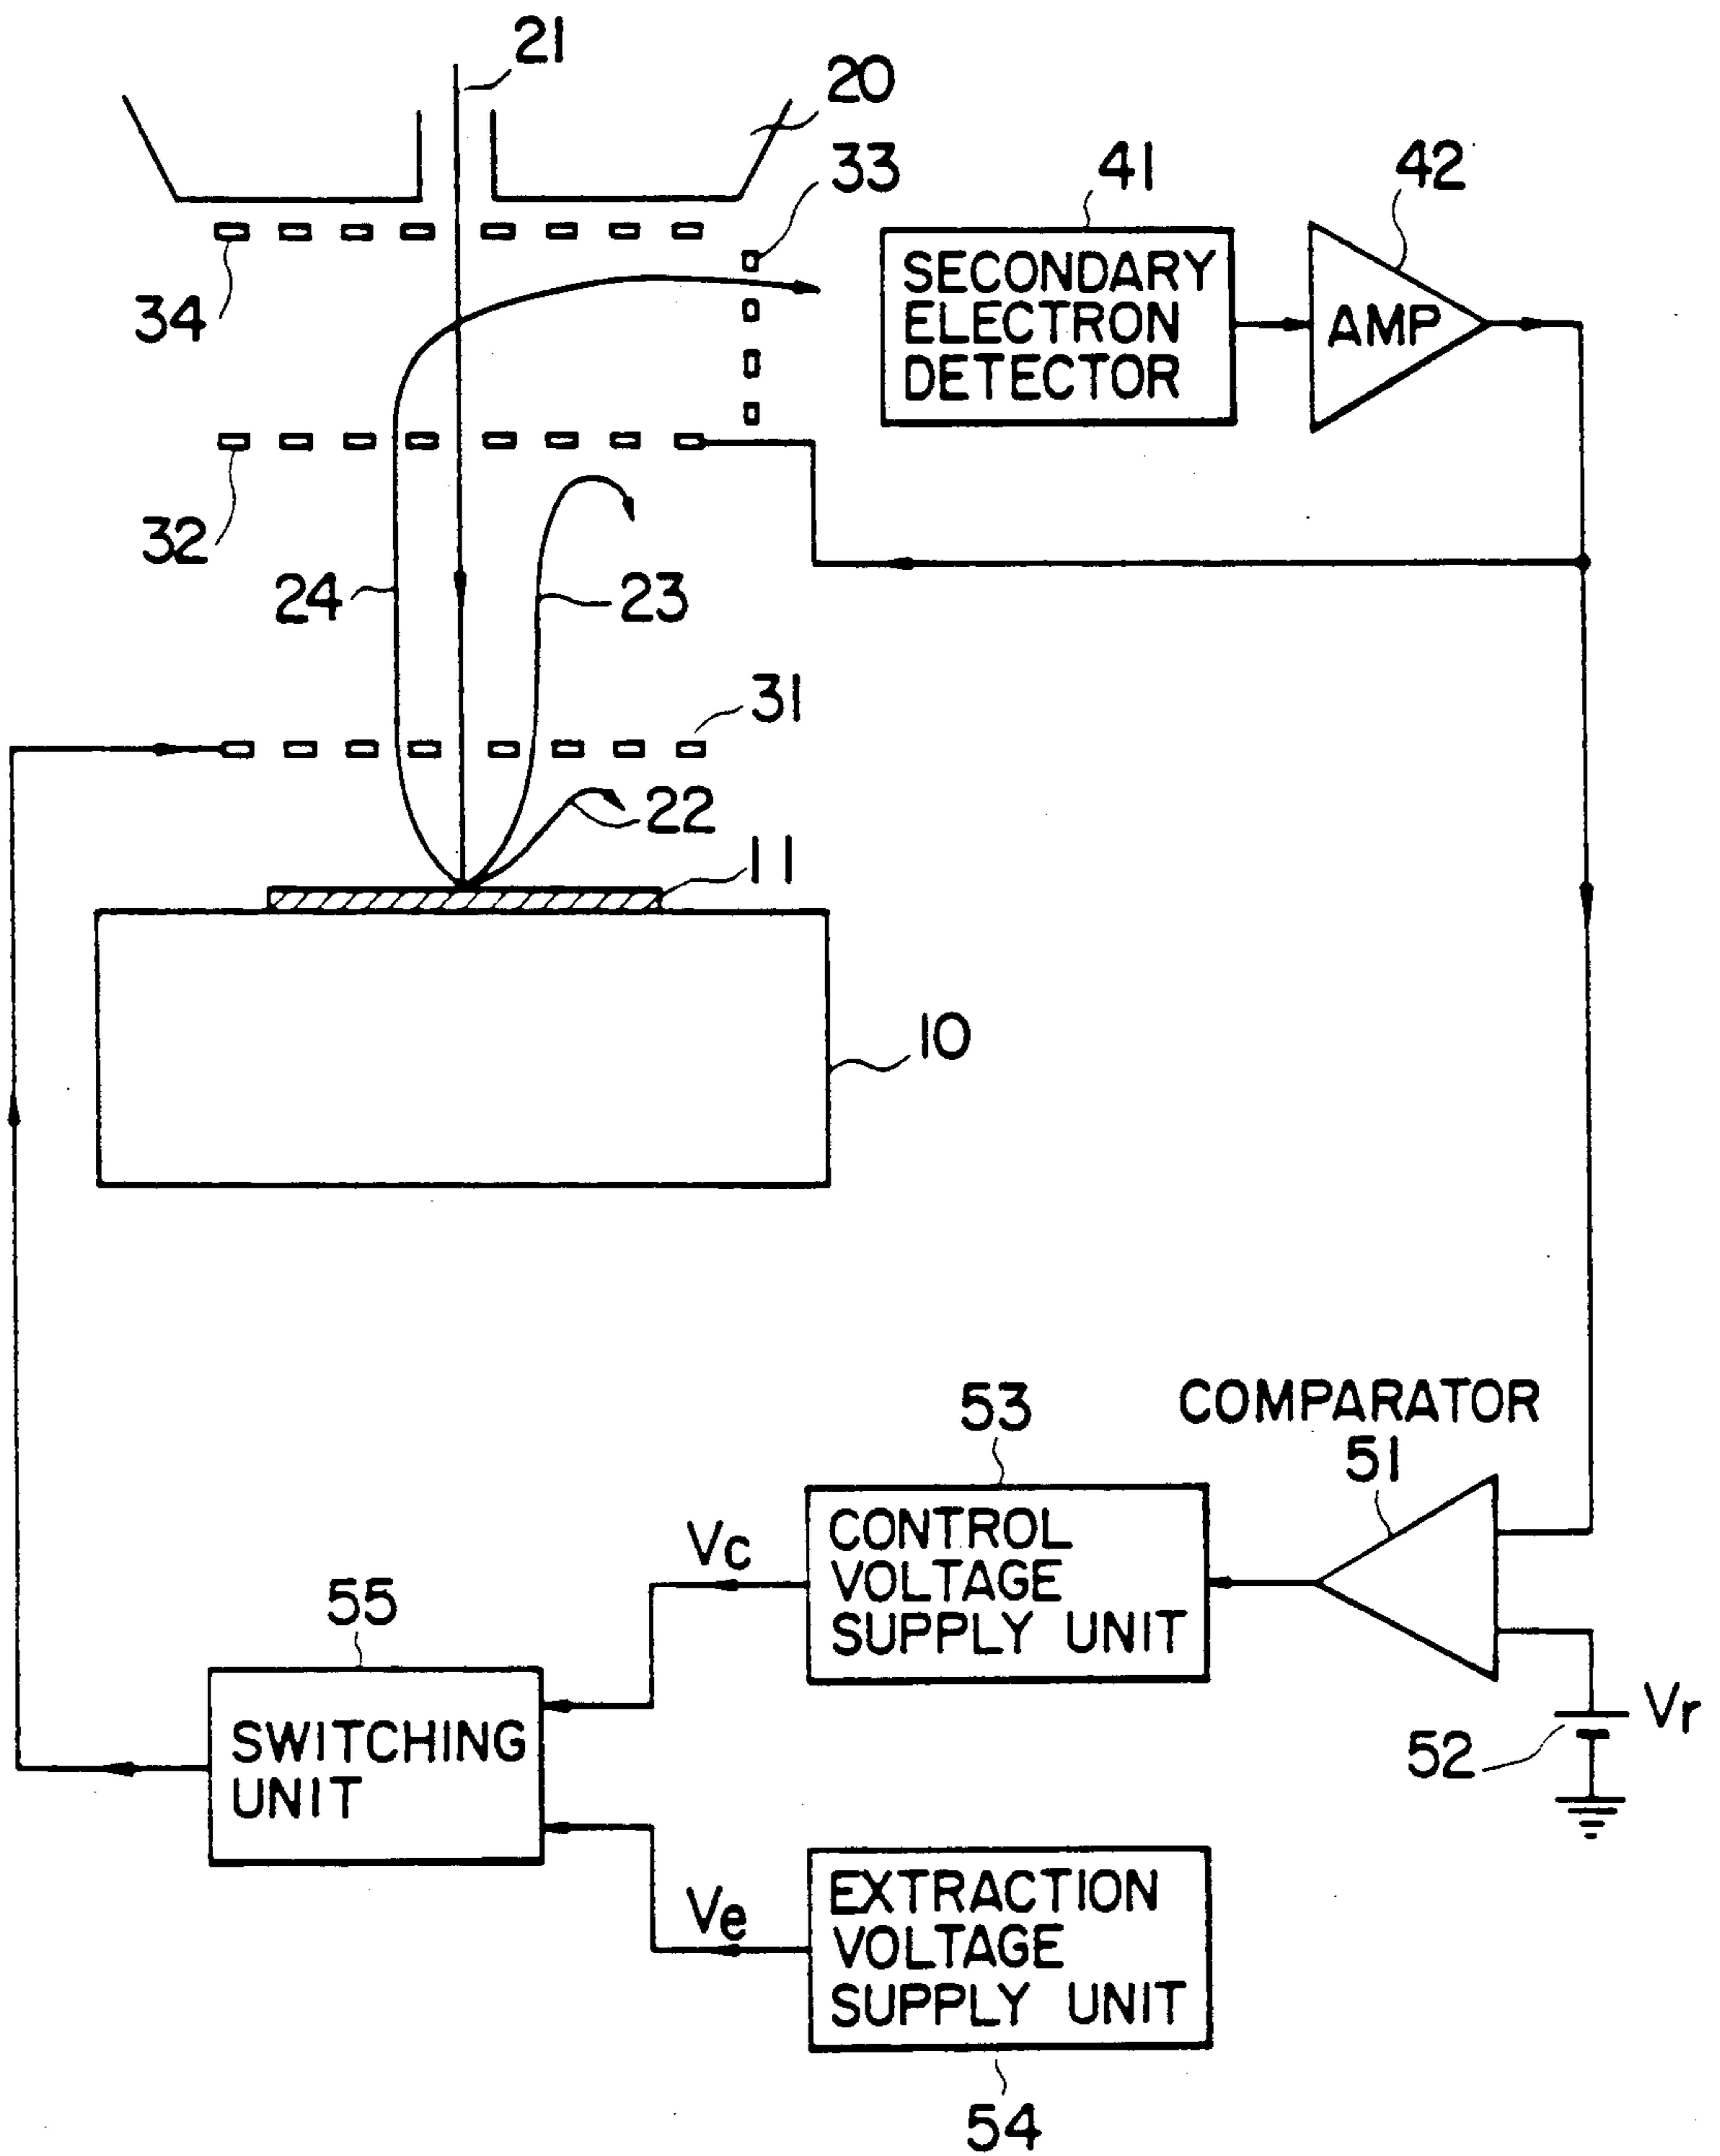 21
20
33
41
42
SECONDARY
ELECTRON
DETECTOR
AMP
34
32
24
23
31
22
11
10
COMPARATOR
51
53
CONTROL
VOLTAGE
SUPPLY UNIT
Vc
55
SWITCHING
UNIT
Vr
52
Ve
EXTRACTION
VOLTAGE
SUPPLY UNIT
54